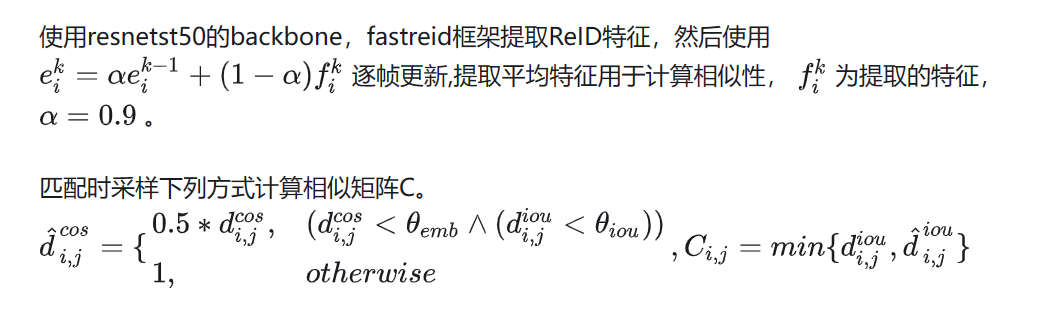 使用resnetst50的backbone，fastreid框架提取ReID特征，然后使用
$e_i^k = \alpha e_i^{k-1} + (1 - \alpha) f_i^k$ 逐帧更新,提取平均特征用于计算相似性， $f_i^k$ 为提取的特征，
$\alpha = 0.9$ 。
匹配时采样下列方式计算相似矩阵C。
$\hat{d}_{i,j}^{cos} = \{ \begin{matrix} 0.5 * d_{i,j}^{cos}, & (d_{i,j}^{cos} < \theta_{emb} \wedge (d_{i,j}^{iou} < \theta_{iou})) \\ 1, & otherwise \end{matrix} , C_{i,j} = min\{d_{i,j}^{iou}, \hat{d}_{i,j}^{iou}\}$